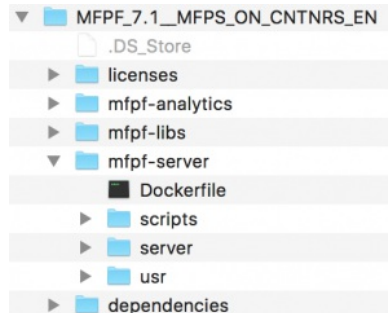 MFPF_7.1__MFPS_ON_CNTNRS_EN
.DS_Store
licenses
mfpf-analytics
mfpf-libs
mfpf-server
Dockerfile
scripts
server
usr
dependencies